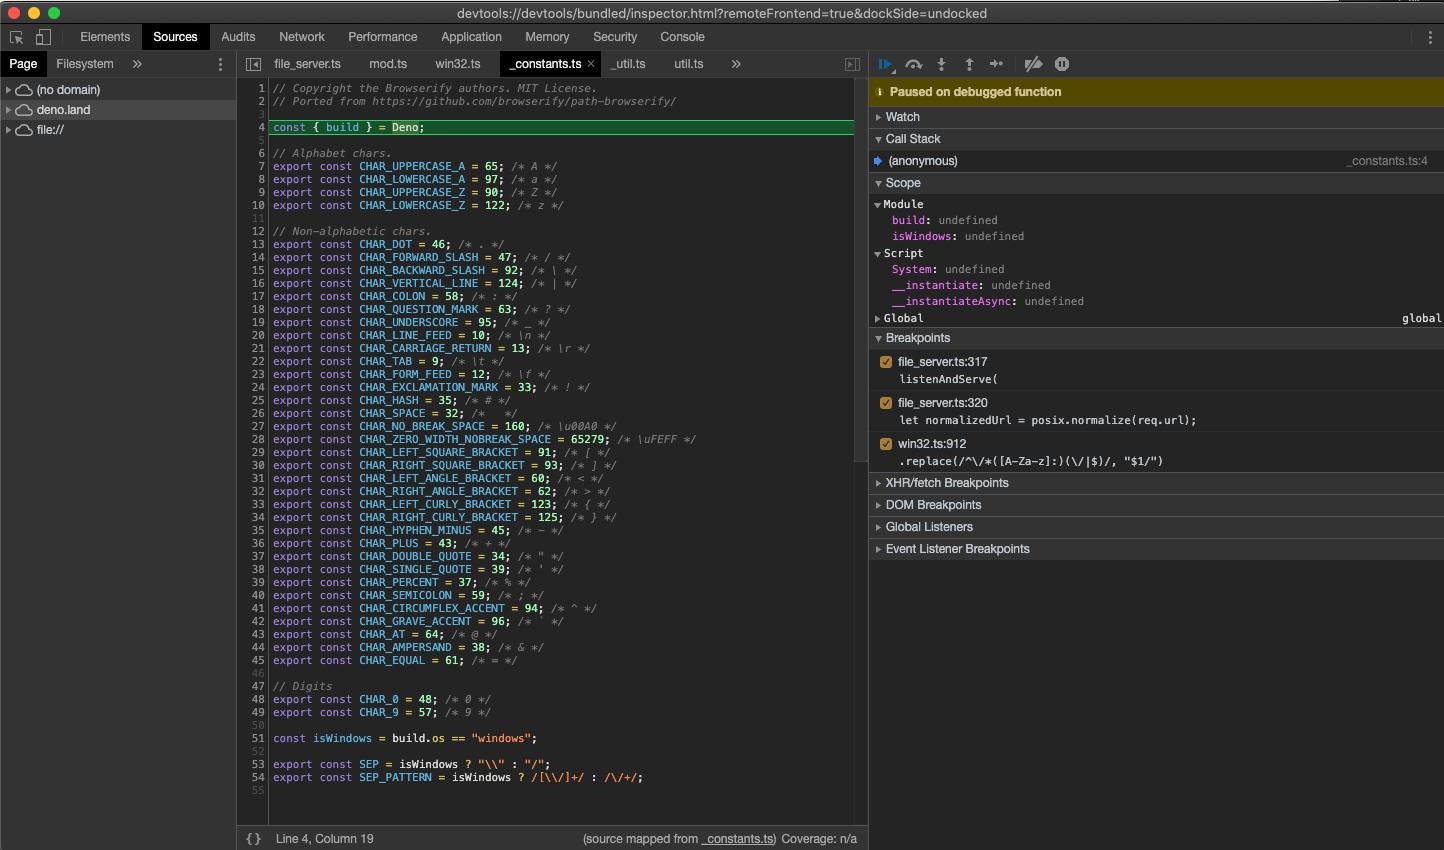 devtools://devtools/bundled/inspector.html?remoteFrontend=true&dockSide=undocked
Elements Sources Audits Network Performance Application Memory Security Console
Page Filesystem »
(no domain)
deno.land
file://
file_server.ts mod.ts win32.ts _constants.ts × _util.ts util.ts »
1 // Copyright the Browserify authors. MIT License.
2 // Ported from https://github.com/browserify/path-browserify/
3
4 const { build } = Deno;
5
6 // Alphabet chars.
7 export const CHAR_UPPERCASE_A = 65; /* A */
8 export const CHAR_LOWERCASE_A = 97; /* a */
9 export const CHAR_UPPERCASE_Z = 90; /* Z */
10 export const CHAR_LOWERCASE_Z = 122; /* z */
11
12 // Non-alphabetic chars.
13 export const CHAR_DOT = 46; /* . */
14 export const CHAR_FORWARD_SLASH = 47; /* / */
15 export const CHAR_BACKWARD_SLASH = 92; /* \ */
16 export const CHAR_VERTICAL_LINE = 124; /* | */
17 export const CHAR_COLON = 58; /* : */
18 export const CHAR_QUESTION_MARK = 63; /* ? */
19 export const CHAR_UNDERSCORE = 95; /* _ */
20 export const CHAR_LINE_FEED = 10; /* \n */
21 export const CHAR_CARRIAGE_RETURN = 13; /* \r */
22 export const CHAR_TAB = 9; /* \t */
23 export const CHAR_FORM_FEED = 12; /* \f */
24 export const CHAR_EXCLAMATION_MARK = 33; /* ! */
25 export const CHAR_HASH = 35; /* # */
26 export const CHAR_SPACE = 32; /*   */
27 export const CHAR_NO_BREAK_SPACE = 160; /* \u00A0 */
28 export const CHAR_ZERO_WIDTH_NOBREAK_SPACE = 65279; /* \uFEFF */
29 export const CHAR_LEFT_SQUARE_BRACKET = 91; /* [ */
30 export const CHAR_RIGHT_SQUARE_BRACKET = 93; /* ] */
31 export const CHAR_LEFT_ANGLE_BRACKET = 60; /* < */
32 export const CHAR_RIGHT_ANGLE_BRACKET = 62; /* > */
33 export const CHAR_LEFT_CURLY_BRACKET = 123; /* { */
34 export const CHAR_RIGHT_CURLY_BRACKET = 125; /* } */
35 export const CHAR_HYPHEN_MINUS = 45; /* - */
36 export const CHAR_PLUS = 43; /* + */
37 export const CHAR_DOUBLE_QUOTE = 34; /* " */
38 export const CHAR_SINGLE_QUOTE = 39; /* ' */
39 export const CHAR_PERCENT = 37; /* % */
40 export const CHAR_SEMICOLON = 59; /* ; */
41 export const CHAR_CIRCUMFLEX_ACCENT = 94; /* ^ */
42 export const CHAR_GRAVE_ACCENT = 96; /* ` */
43 export const CHAR_AT = 64; /* @ */
44 export const CHAR_AMPERSAND = 38; /* & */
45 export const CHAR_EQUAL = 61; /* = */
46
47 // Digits
48 export const CHAR_0 = 48; /* 0 */
49 export const CHAR_9 = 57; /* 9 */
50
51 const isWindows = build.os == "windows";
52
53 export const SEP = isWindows ? "\\" : "/";
54 export const SEP_PATTERN = isWindows ? /[\\/]+/ : /\/+/;
55
{ } Line 4, Column 19 (source mapped from _constants.ts) Coverage: n/a
Paused on debugged function
Watch
Call Stack
(anonymous) _constants.ts:4
Scope
Module
build: undefined
isWindows: undefined
Script
System: undefined
__instantiate: undefined
__instantiateAsync: undefined
Global global
Breakpoints
file_server.ts:317
listenAndServe(
file_server.ts:320
let normalizedUrl = posix.normalize(req.url);
win32.ts:912
.replace(/^\/*([A-Za-z]:)(\/|$)/, "$1/")
XHR/fetch Breakpoints
DOM Breakpoints
Global Listeners
Event Listener Breakpoints